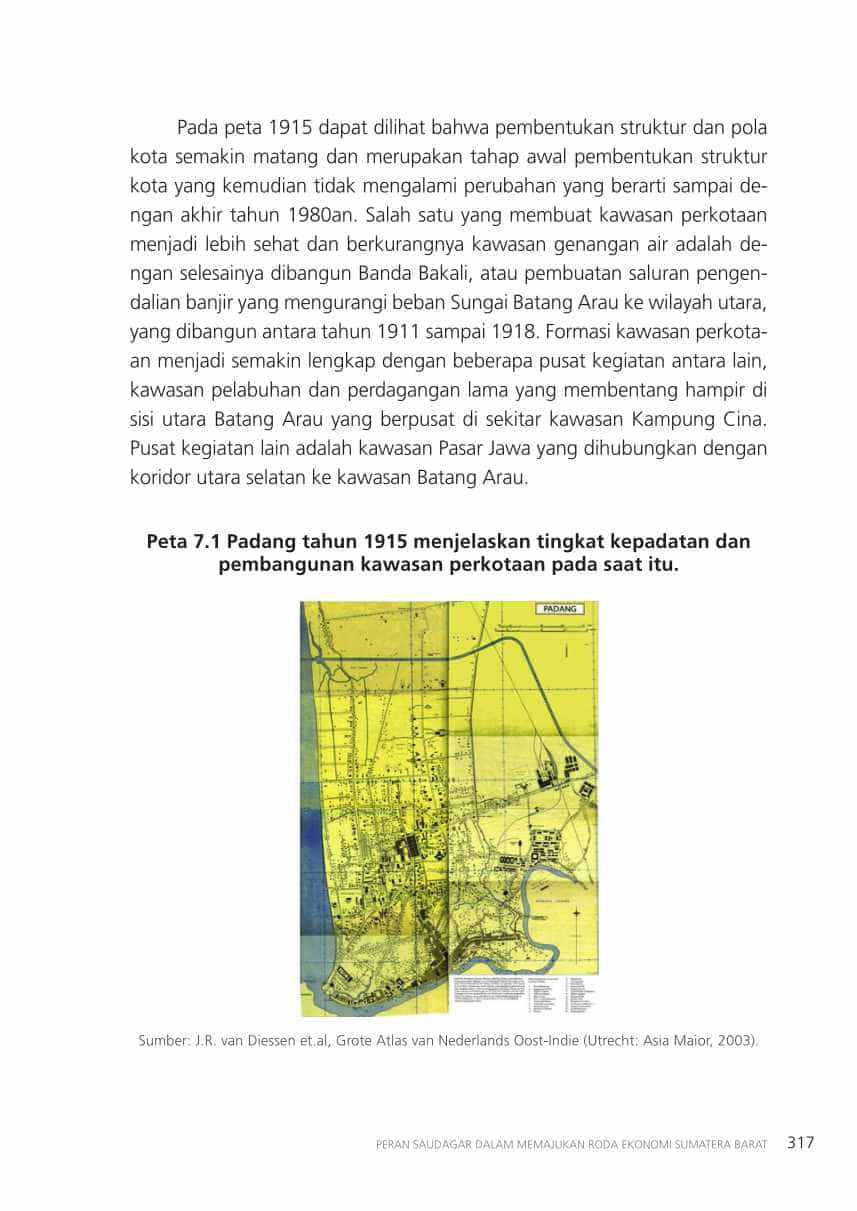 Pada peta 1915 dapat dilihat bahwa pembentukan struktur dan pola
kota semakin matang dan merupakan tahap awal pembentukan struktur
kota yang kemudian tidak mengalami perubahan yang berarti sampai de-
ngan akhir tahun 1980an. Salah satu yang membuat kawasan perkotaan
menjadi lebih sehat dan berkurangnya kawasan genangan air adalah de-
ngan selesainya dibangun Banda Bakali, atau pembuatan saluran pengen-
dalian banjir yang mengurangi beban Sungai Batang Arau ke wilayah utara,
yang dibangun antara tahun 1911 sampai 1918. Formasi kawasan perkota-
an menjadi semakin lengkap dengan beberapa pusat kegiatan antara lain,
kawasan pelabuhan dan perdagangan lama yang membentang hampir di
sisi utara Batang Arau yang berpusat di sekitar kawasan Kampung Cina.
Pusat kegiatan lain adalah kawasan Pasar Jawa yang dihubungkan dengan
koridor utara selatan ke kawasan Batang Arau.
Peta 7.1 Padang tahun 1915 menjelaskan tingkat kepadatan dan
pembangunan kawasan perkotaan pada saat itu.
PADANG
Sumber: J.R. van Diessen et.al, Grote Atlas van Nederlands Oost-Indie (Utrecht: Asia Maior, 2003).
PERAN SAUDAGAR DALAM MEMAJUKAN RODA EKONOMI SUMATERA BARAT 317